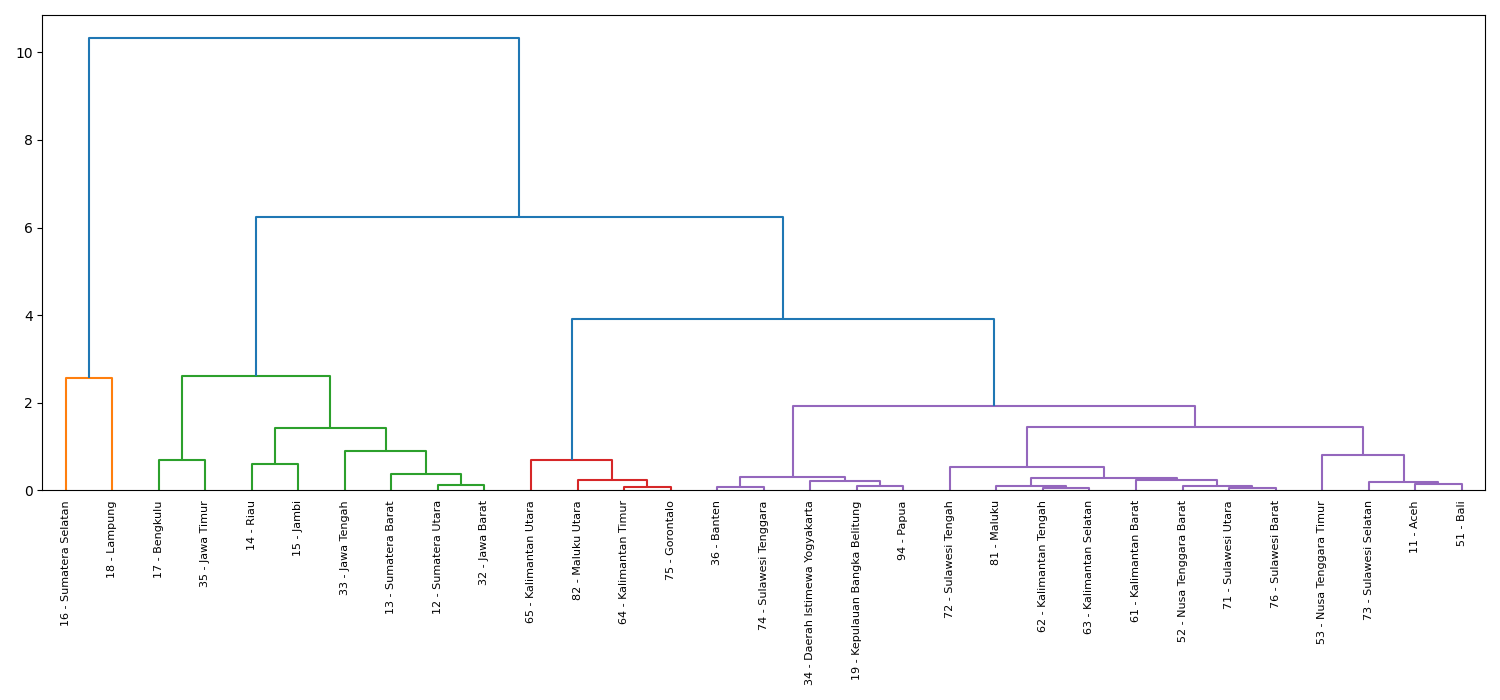 10
8
6
4
2
0
16 - Sumatera Selatan
18 - Lampung
17 - Bengkulu
35 - Jawa Timur
14 - Riau
15 - Jambi
33 - Jawa Tengah
13 - Sumatera Barat
12 - Sumatera Utara
32 - Jawa Barat
65 - Kalimantan Utara
82 - Maluku Utara
64 - Kalimantan Timur
75 - Gorontalo
36 - Banten
74 - Sulawesi Tenggara
34 - Daerah Istimewa Yogyakarta
19 - Kepulauan Bangka Belitung
94 - Papua
72 - Sulawesi Tengah
81 - Maluku
62 - Kalimantan Tengah
63 - Kalimantan Selatan
61 - Kalimantan Barat
52 - Nusa Tenggara Barat
71 - Sulawesi Utara
76 - Sulawesi Barat
53 - Nusa Tenggara Timur
73 - Sulawesi Selatan
11 - Aceh
51 - Bali